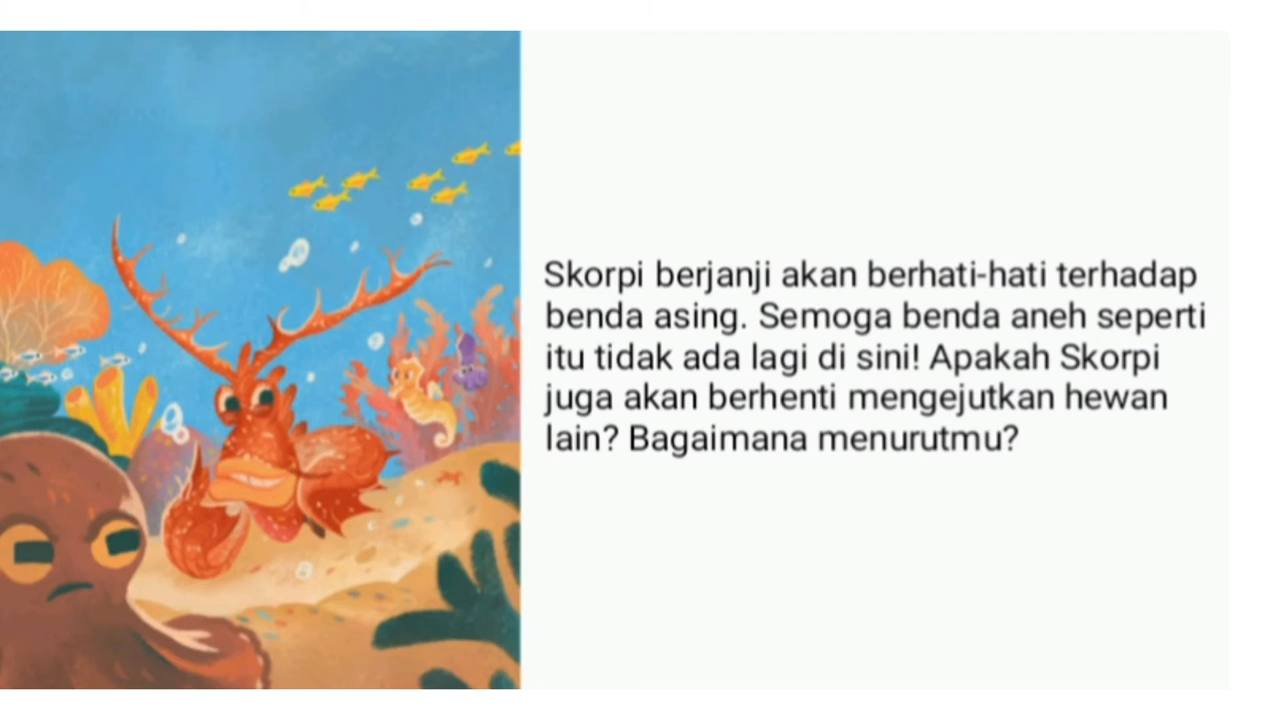 Skorpi berjanji akan berhati-hati terhadap
benda asing. Semoga benda aneh seperti
itu tidak ada lagi di sini! Apakah Skorpi
juga akan berhenti mengejutkan hewan
lain? Bagaimana menurutmu?